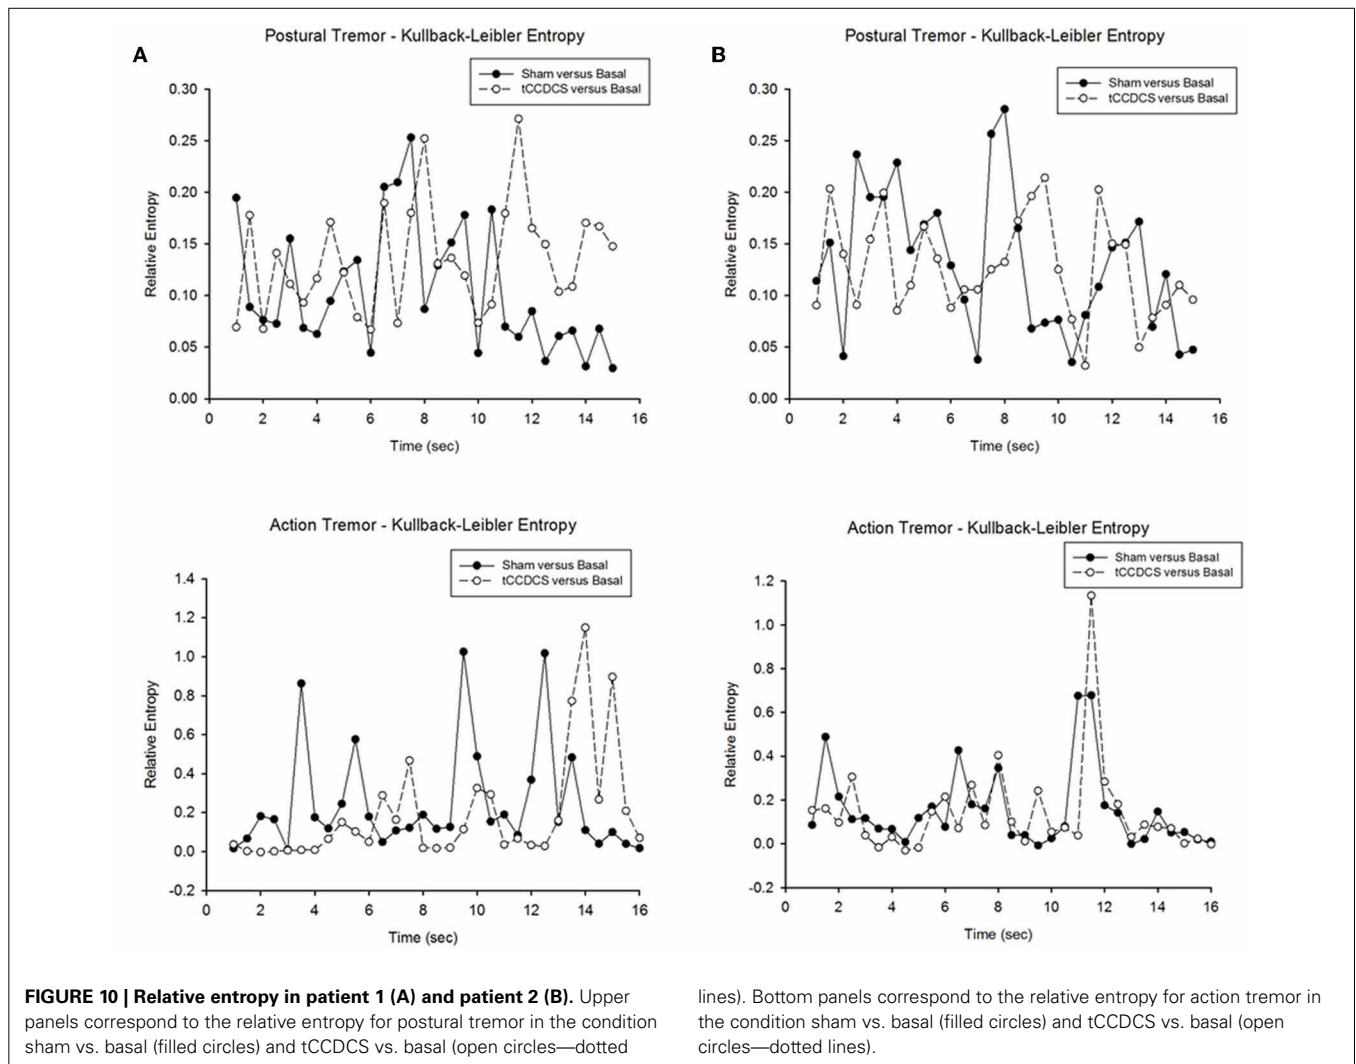 A
Postural Tremor - Kullback-Leibler Entropy
Sham versus Basal
tCCDCS versus Basal
Relative Entropy
0.30
0.25
0.20
0.15
0.10
0.05
0.00
0 2 4 6 8 10 12 14 16
Time (sec)
B
Postural Tremor - Kullback-Leibler Entropy
Sham versus Basal
tCCDCS versus Basal
Relative Entropy
0.30
0.25
0.20
0.15
0.10
0.05
0.00
0 2 4 6 8 10 12 14 16
Time (sec)
Action Tremor - Kullback-Leibler Entropy
Sham versus Basal
tCCDCS versus Basal
Relative Entropy
1.4
1.2
1.0
0.8
0.6
0.4
0.2
0.0
-0.2
0 2 4 6 8 10 12 14 16
Time (sec)
Action Tremor - Kullback-Leibler Entropy
Sham versus Basal
tCCDCS versus Basal
Relative Entropy
1.2
1.0
0.8
0.6
0.4
0.2
0.0
-0.2
0 2 4 6 8 10 12 14 16
Time (sec)
FIGURE 10 | Relative entropy in patient 1 (A) and patient 2 (B). Upper
panels correspond to the relative entropy for postural tremor in the condition
sham vs. basal (filled circles) and tCCDCS vs. basal (open circles—dotted
lines). Bottom panels correspond to the relative entropy for action tremor in
the condition sham vs. basal (filled circles) and tCCDCS vs. basal (open
circles—dotted lines).